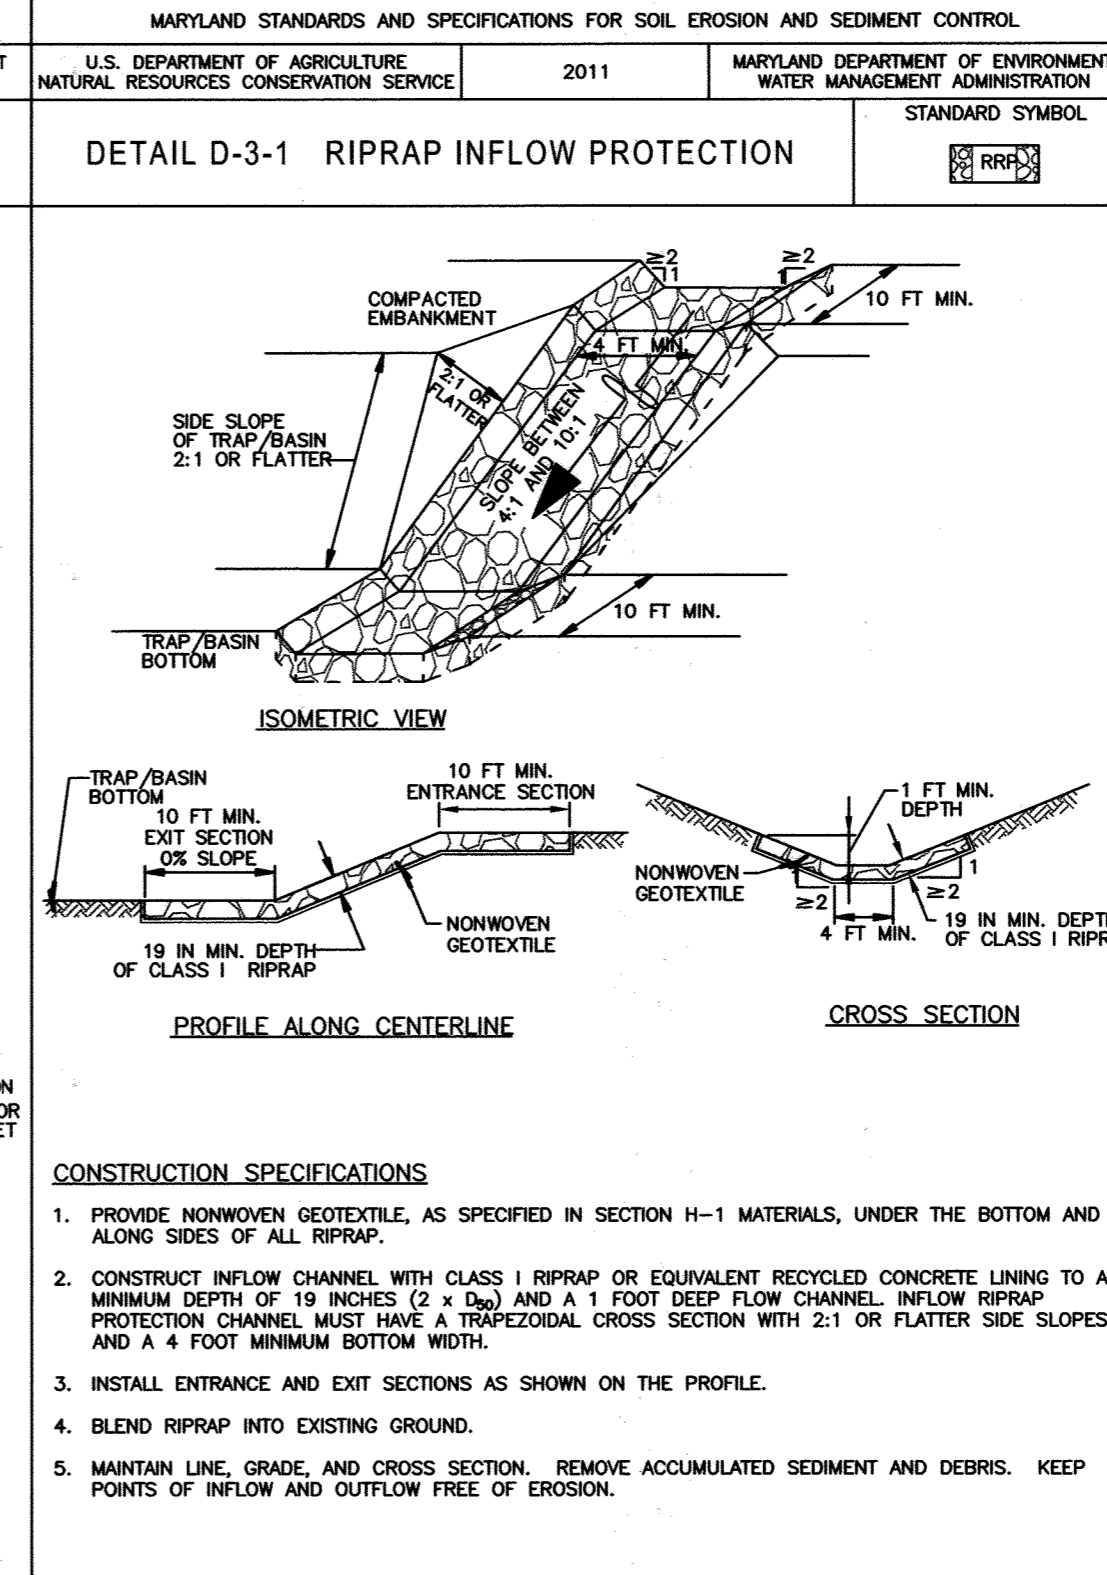 MARYLAND STANDARDS AND SPECIFICATIONS FOR SOIL EROSION AND SEDIMENT CONTROL
T
U.S. DEPARTMENT OF AGRICULTURE
NATURAL RESOURCES CONSERVATION SERVICE
2011
MARYLAND DEPARTMENT OF ENVIRONMENT
WATER MANAGEMENT ADMINISTRATION
DETAIL D-3-1 RIPRAP INFLOW PROTECTION
STANDARD SYMBOL
RRP
≥2
1
≥2
1
10 FT MIN.
COMPACTED
EMBANKMENT
4 FT MIN.
2:1 OR
FLATTER
SIDE SLOPE
OF TRAP/BASIN
2:1 OR FLATTER
SLOPE BETWEEN
4:1 AND 10:1
10 FT MIN.
TRAP/BASIN
BOTTOM
ISOMETRIC VIEW
TRAP/BASIN
BOTTOM
10 FT MIN.
EXIT SECTION
0% SLOPE
10 FT MIN.
ENTRANCE SECTION
NONWOVEN
GEOTEXTILE
19 IN MIN. DEPTH
OF CLASS I RIPRAP
PROFILE ALONG CENTERLINE
1 FT MIN.
DEPTH
NONWOVEN
GEOTEXTILE
1
≥2
≥2
4 FT MIN.
19 IN MIN. DEPTH
OF CLASS I RIPR
CROSS SECTION
ON
OR
ET
CONSTRUCTION SPECIFICATIONS
1. PROVIDE NONWOVEN GEOTEXTILE, AS SPECIFIED IN SECTION H-1 MATERIALS, UNDER THE BOTTOM AND
ALONG SIDES OF ALL RIPRAP.
2. CONSTRUCT INFLOW CHANNEL WITH CLASS I RIPRAP OR EQUIVALENT RECYCLED CONCRETE LINING TO A
MINIMUM DEPTH OF 19 INCHES (2 x D50) AND A 1 FOOT DEEP FLOW CHANNEL. INFLOW RIPRAP
PROTECTION CHANNEL MUST HAVE A TRAPEZOIDAL CROSS SECTION WITH 2:1 OR FLATTER SIDE SLOPES
AND A 4 FOOT MINIMUM BOTTOM WIDTH.
3. INSTALL ENTRANCE AND EXIT SECTIONS AS SHOWN ON THE PROFILE.
4. BLEND RIPRAP INTO EXISTING GROUND.
5. MAINTAIN LINE, GRADE, AND CROSS SECTION. REMOVE ACCUMULATED SEDIMENT AND DEBRIS. KEEP
POINTS OF INFLOW AND OUTFLOW FREE OF EROSION.